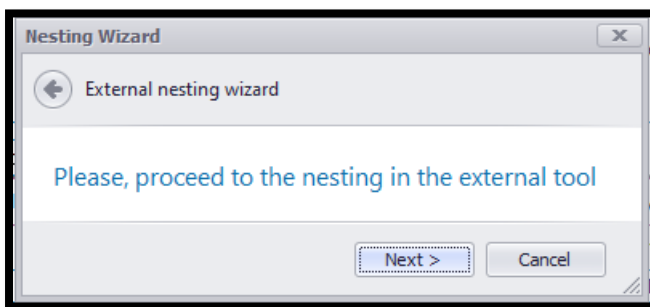 Nesting Wizard
External nesting wizard
Please, proceed to the nesting in the external tool
Next >
Cancel